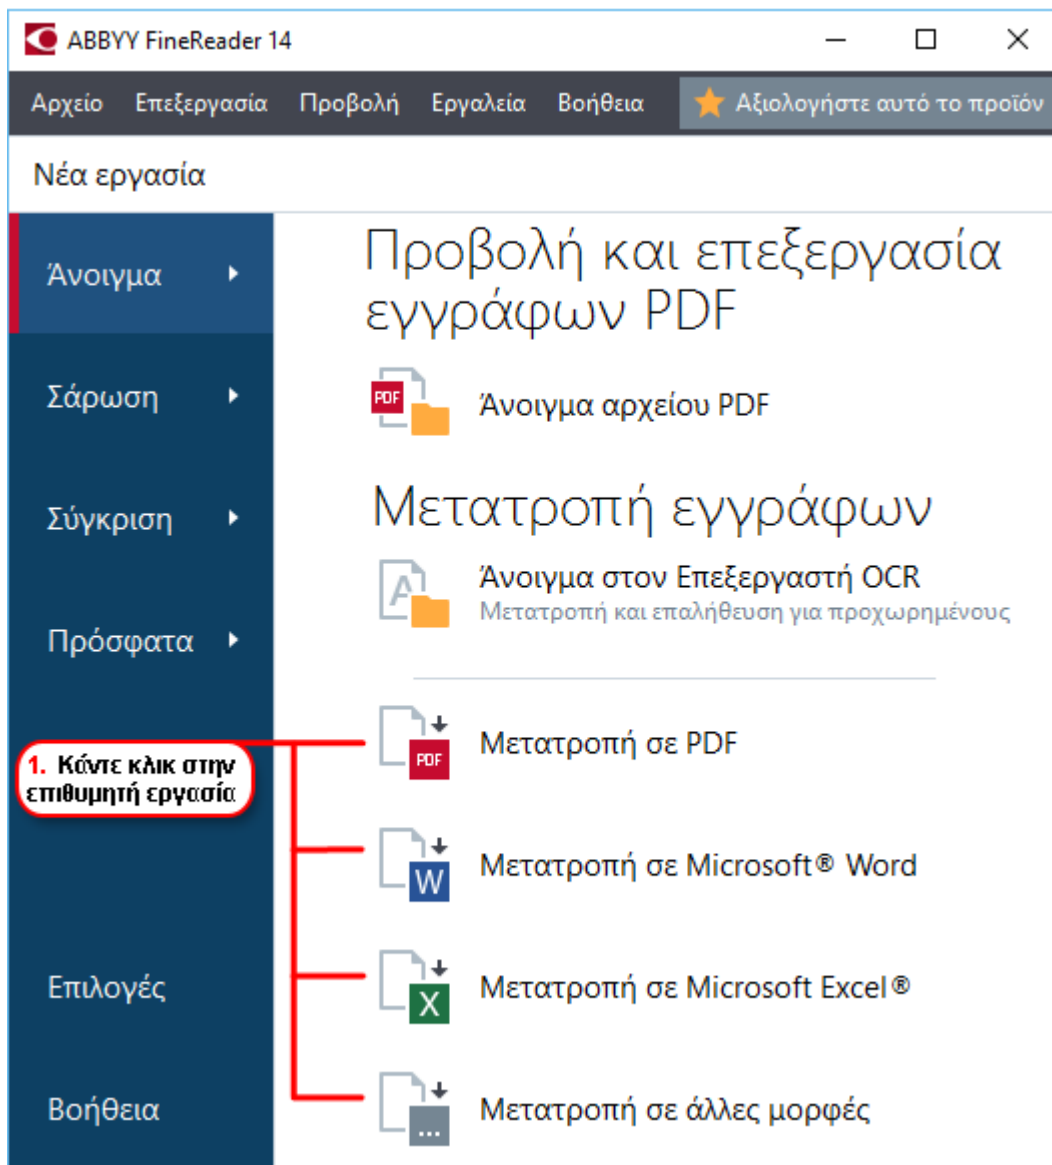 ABBYY FineReader 14
Αρχείο Επεξεργασία Προβολή Εργαλεία Βοήθεια Αξιολογήστε αυτό το προϊόν
Νέα εργασία
Άνοιγμα
Σάρωση
Σύγκριση
Πρόσφατα
1. Κάντε κλικ στην
επιθυμητή εργασία
Επιλογές
Βοήθεια
Προβολή και επεξεργασία
εγγράφων PDF
PDF
Άνοιγμα αρχείου PDF
Μετατροπή εγγράφων
A
Άνοιγμα στον Επεξεργαστή OCR
Μετατροπή και επαλήθευση για προχωρημένους
PDF
Μετατροπή σε PDF
W
Μετατροπή σε Microsoft® Word
X
Μετατροπή σε Microsoft Excel®
...
Μετατροπή σε άλλες μορφές